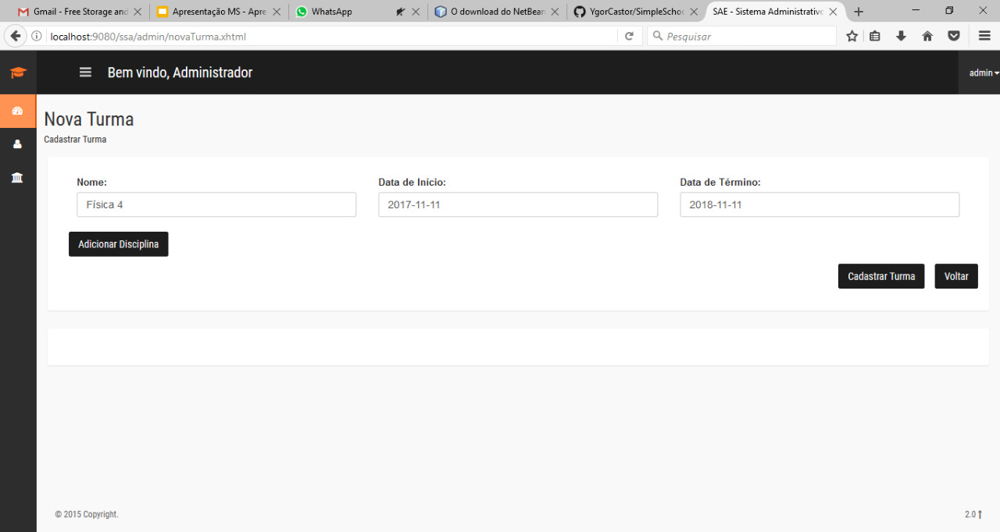 Gmail - Free Storage and
Apresentação MS - Apre
WhatsApp
O download do NetBean
YgorCastor/SimpleSchoo
SAE - Sistema Administrativo
localhost:9080/ssa/admin/novaTurma.xhtml
Pesquisar
Bem vindo, Administrador
admin
Nova Turma
Cadastrar Turma
Nome:
Data de Início:
Data de Término:
Física 4
2017-11-11
2018-11-11
Adicionar Disciplina
Cadastrar Turma
Voltar
© 2015 Copyright.
2.0